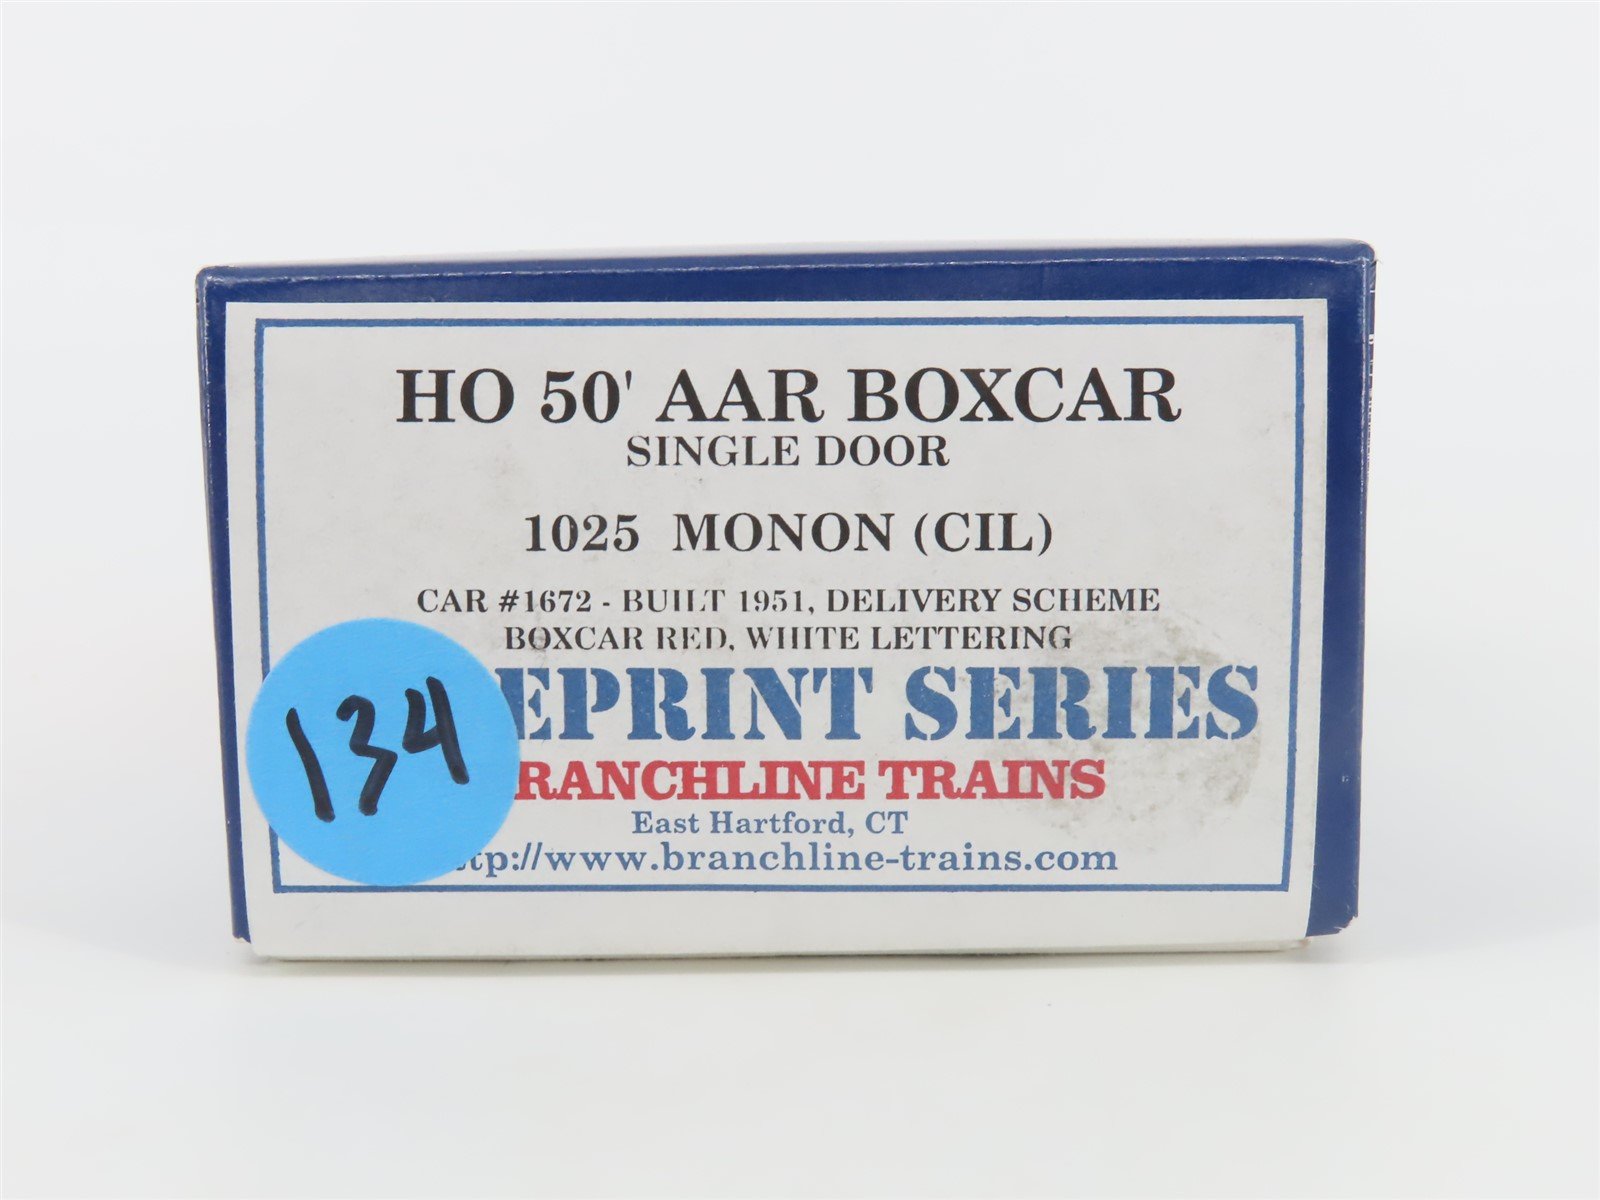 HO 50' AAR BOXCAR
SINGLE DOOR
1025 MONON (CIL)
CAR #1672 - BUILT 1951, DELIVERY SCHEME
BOXCAR RED, WHITE LETTERING
EPRINT SERIES
RANCHLINE TRAINS
East Hartford, CT
tp://www.branchline-trains.com
134